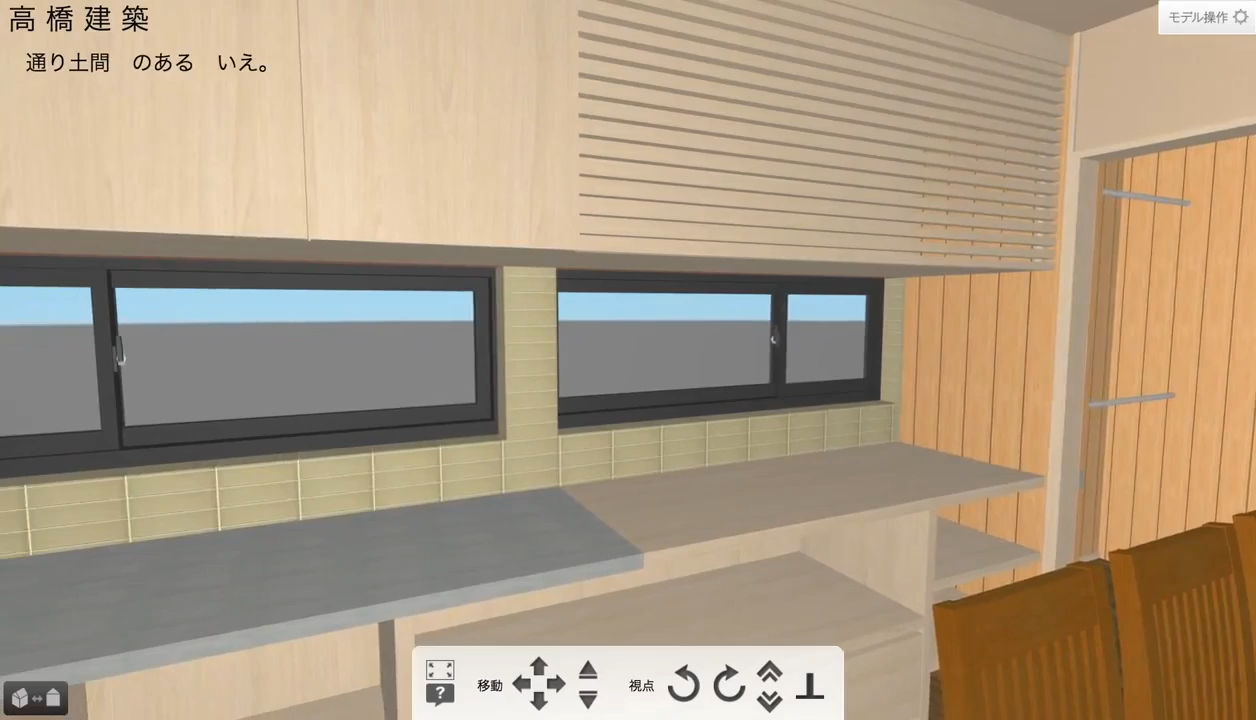 高橋建築
通り土間　のある　いえ。
モデル操作
?
移動
視点